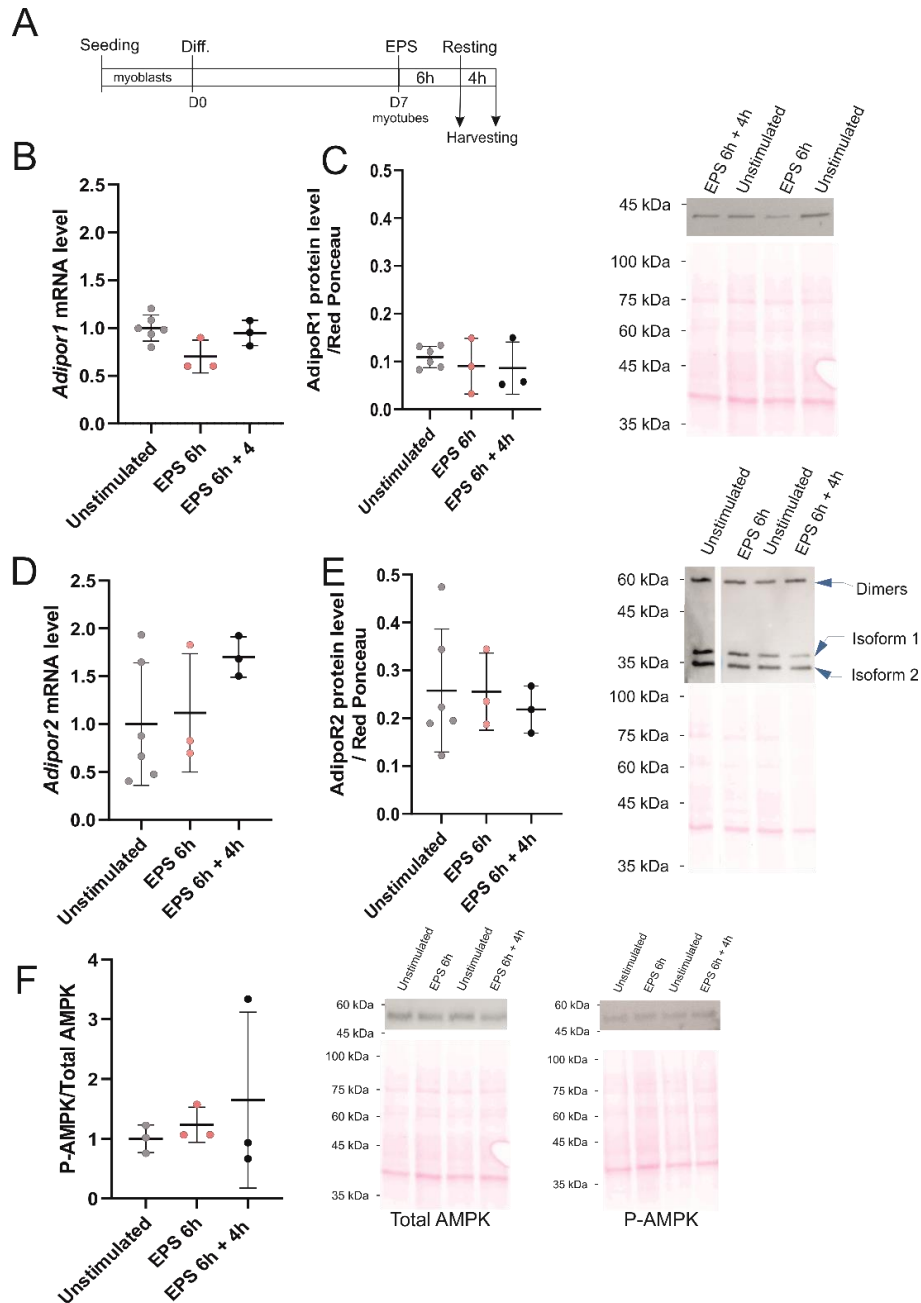 A
Seeding Diff. EPS Resting
myoblasts 6h 4h
D0 D7
myotubes
Harvesting
B
Adipor1 mRNA level
2.5
2.0
1.5
1.0
0.5
0.0
Unstimulated
EPS 6h
EPS 6h + 4
C
AdipoR1 protein level
/Red Ponceau
0.5
0.4
0.3
0.2
0.1
0.0
Unstimulated
EPS 6h
EPS 6h + 4h
EPS 6h + 4h
Unstimulated
EPS 6h
Unstimulated
45 kDa
100 kDa
75 kDa
60 kDa
45 kDa
35 kDa
D
Adipor2 mRNA level
2.5
2.0
1.5
1.0
0.5
0.0
Unstimulated
EPS 6h
EPS 6h + 4h
E
AdipoR2 protein level
/ Red Ponceau
0.5
0.4
0.3
0.2
0.1
0.0
Unstimulated
EPS 6h
EPS 6h + 4h
Unstimulated
EPS 6h
Unstimulated
EPS 6h + 4h
60 kDa
45 kDa
35 kDa
Dimers
Isoform 1
Isoform 2
100 kDa
75 kDa
60 kDa
45 kDa
35 kDa
F
P-AMPK/Total AMPK
4
3
2
1
0
Unstimulated
EPS 6h
EPS 6h + 4h
Unstimulated
EPS 6h
Unstimulated
EPS 6h + 4h
60 kDa
45 kDa
100 kDa
75 kDa
60 kDa
45 kDa
35 kDa
Total AMPK
Unstimulated
EPS 6h
Unstimulated
EPS 6h + 4h
60 kDa
45 kDa
100 kDa
75 kDa
60 kDa
45 kDa
35 kDa
P-AMPK